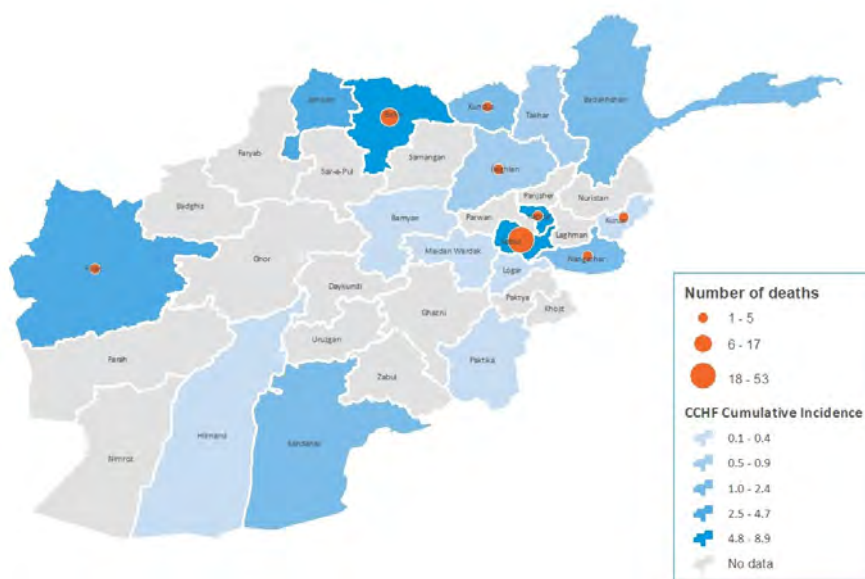 Jawzjan
Kunduz
Takhar
Badakhshan
Faryab
Sar-e-Pul
Samangan
Baghlan
Badghis
Panjsher
Nuristan
Bamyan
Parwan
Kunar
Laghman
Ghor
Maidan Wardak
Nangarhar
Logar
Daykundi
Paktya
Ghazni
Khost
Uruzgan
Paktika
Farah
Zabul
Hilmand
Kandahar
Nimroz
Number of deaths
1 - 5
6 - 17
18 - 53
CCHF Cumulative Incidence
0.1 - 0.4
0.5 - 0.9
1.0 - 2.4
2.5 - 4.7
4.8 - 8.9
No data